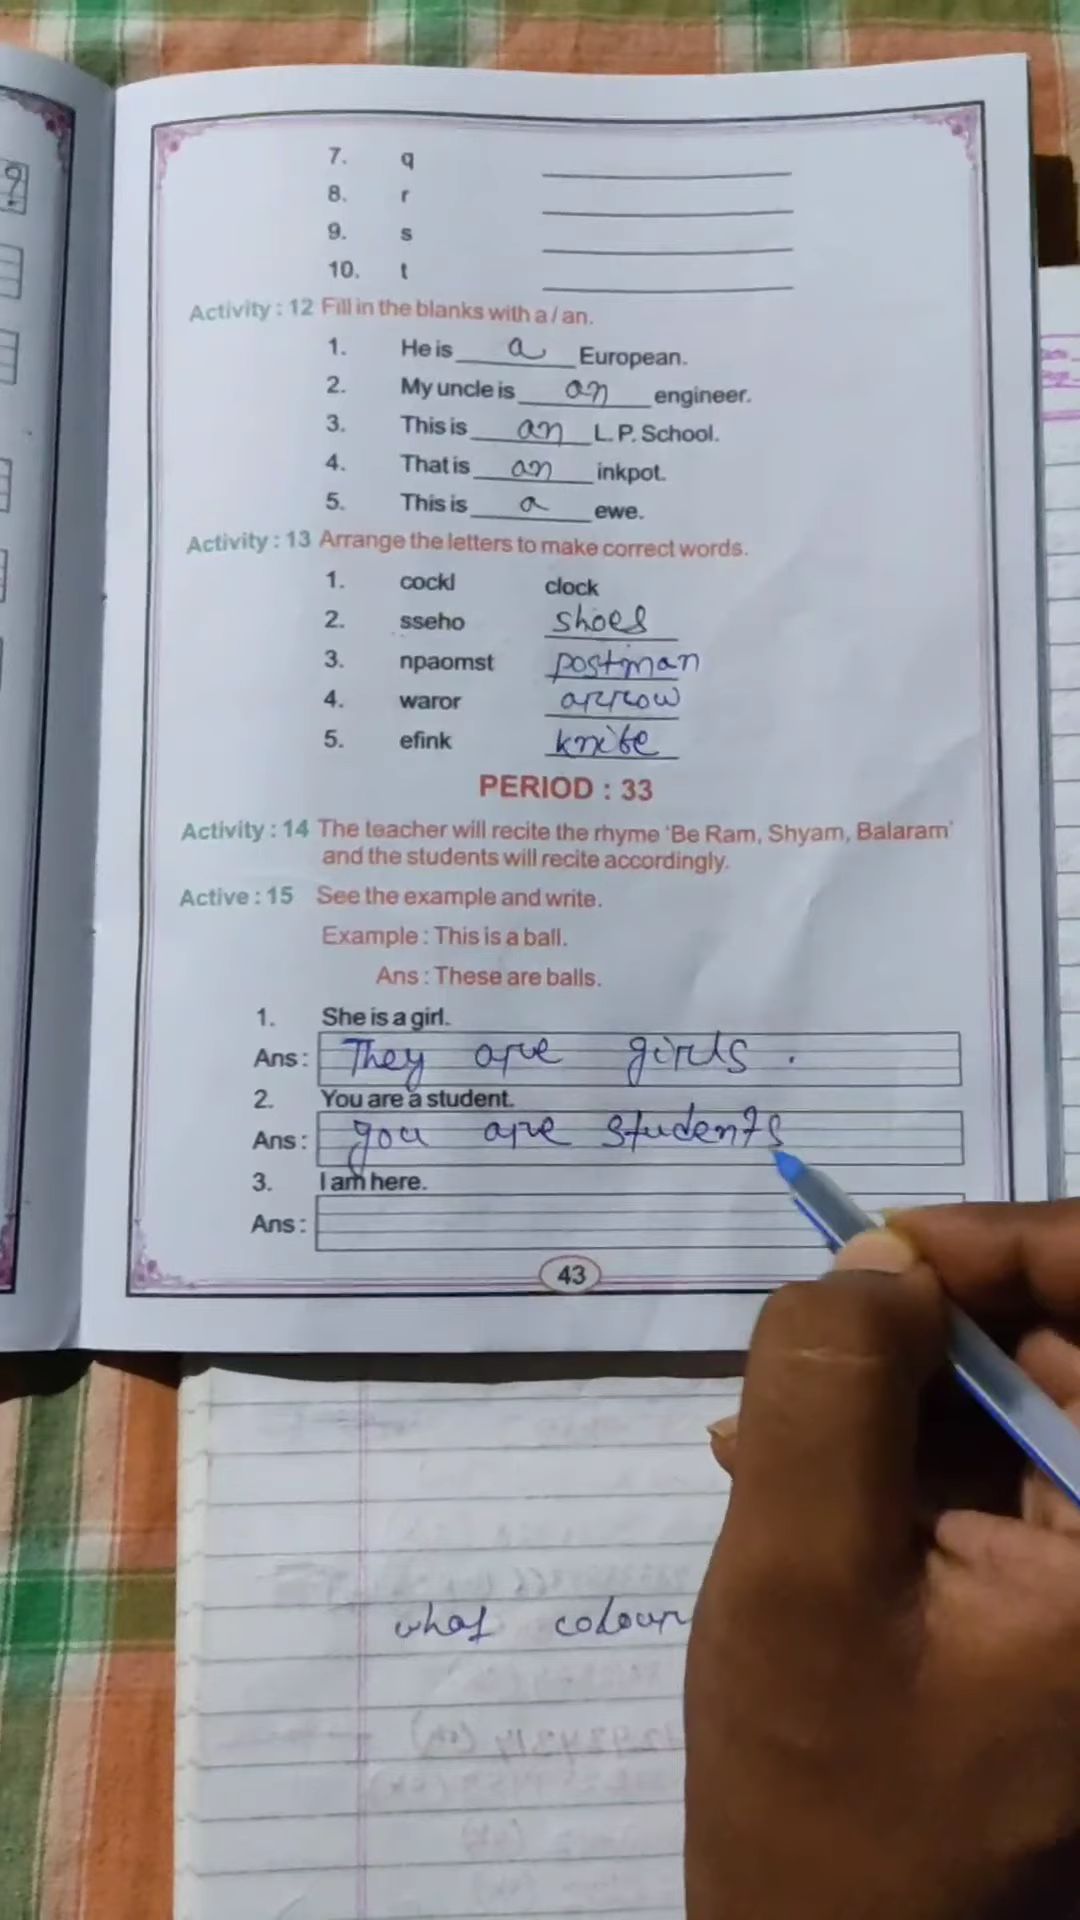 ?
7. q
8. r
9. s
10. t
Activity : 12 Fill in the blanks with a / an.
1. He is a European.
2. My uncle is an engineer.
3. This is an L.P. School.
4. That is an inkpot.
5. This is a ewe.
Activity : 13 Arrange the letters to make correct words.
1. cockl clock
2. sseho shoes
3. npaomst postman
4. waror arrow
5. efink knife
PERIOD : 33
Activity : 14 The teacher will recite the rhyme 'Be Ram, Shyam, Balaram'
and the students will recite accordingly.
Active : 15 See the example and write.
Example : This is a ball.
Ans : These are balls.
1. She is a girl.
Ans : They are girls .
2. You are a student.
Ans : you are students
3. I am here.
Ans :
43
what colour